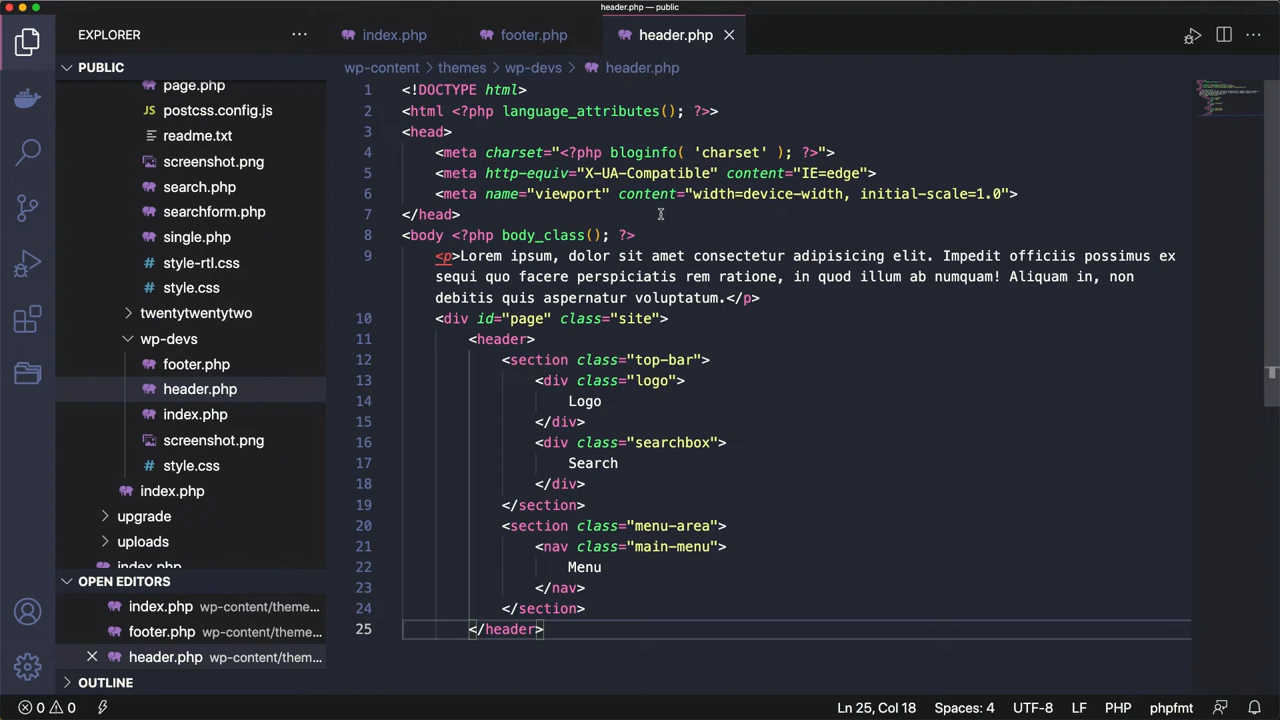 header.php — public
EXPLORER
index.php
footer.php
header.php
PUBLIC
wp-content > themes > wp-devs > header.php
page.php
JS postcss.config.js
readme.txt
screenshot.png
search.php
searchform.php
single.php
# style-rtl.css
# style.css
twentytwentytwo
wp-devs
footer.php
header.php
index.php
screenshot.png
# style.css
index.php
upgrade
uploads
index.php
OPEN EDITORS
index.php wp-content/theme...
footer.php wp-content/theme...
header.php wp-content/them...
OUTLINE
1 <!DOCTYPE html>
2 <html <?php language_attributes(); ?>>
3 <head>
4 <meta charset="<?php bloginfo( 'charset' ); ?>">
5 <meta http-equiv="X-UA-Compatible" content="IE=edge">
6 <meta name="viewport" content="width=device-width, initial-scale=1.0">
7 </head>
8 <body <?php body_class(); ?>
9 <p>Lorem ipsum, dolor sit amet consectetur adipisicing elit. Impedit officiis possimus ex
sequi quo facere perspiciatis rem ratione, in quod illum ab numquam! Aliquam in, non
debitis quis aspernatur voluptatum.</p>
10 <div id="page" class="site">
11 <header>
12 <section class="top-bar">
13 <div class="logo">
14 Logo
15 </div>
16 <div class="searchbox">
17 Search
18 </div>
19 </section>
20 <section class="menu-area">
21 <nav class="main-menu">
22 Menu
23 </nav>
24 </section>
25 </header>
0 0
Ln 25, Col 18 Spaces: 4 UTF-8 LF PHP phpfmt